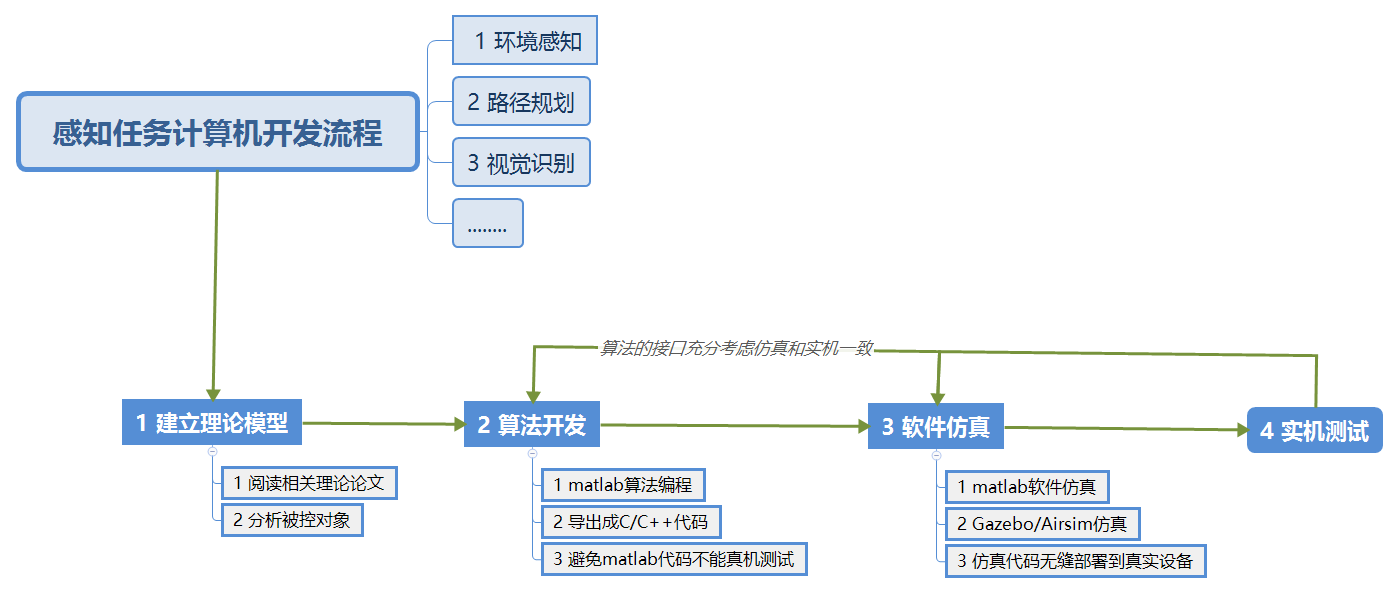 感知任务计算机开发流程
1 环境感知
2 路径规划
3 视觉识别
........
算法的接口充分考虑仿真和实机一致
1 建立理论模型
1 阅读相关理论论文
2 分析被控对象
2 算法开发
1 matlab算法编程
2 导出成C/C++代码
3 避免matlab代码不能真机测试
3 软件仿真
1 matlab软件仿真
2 Gazebo/Airsim仿真
3 仿真代码无缝部署到真实设备
4 实机测试